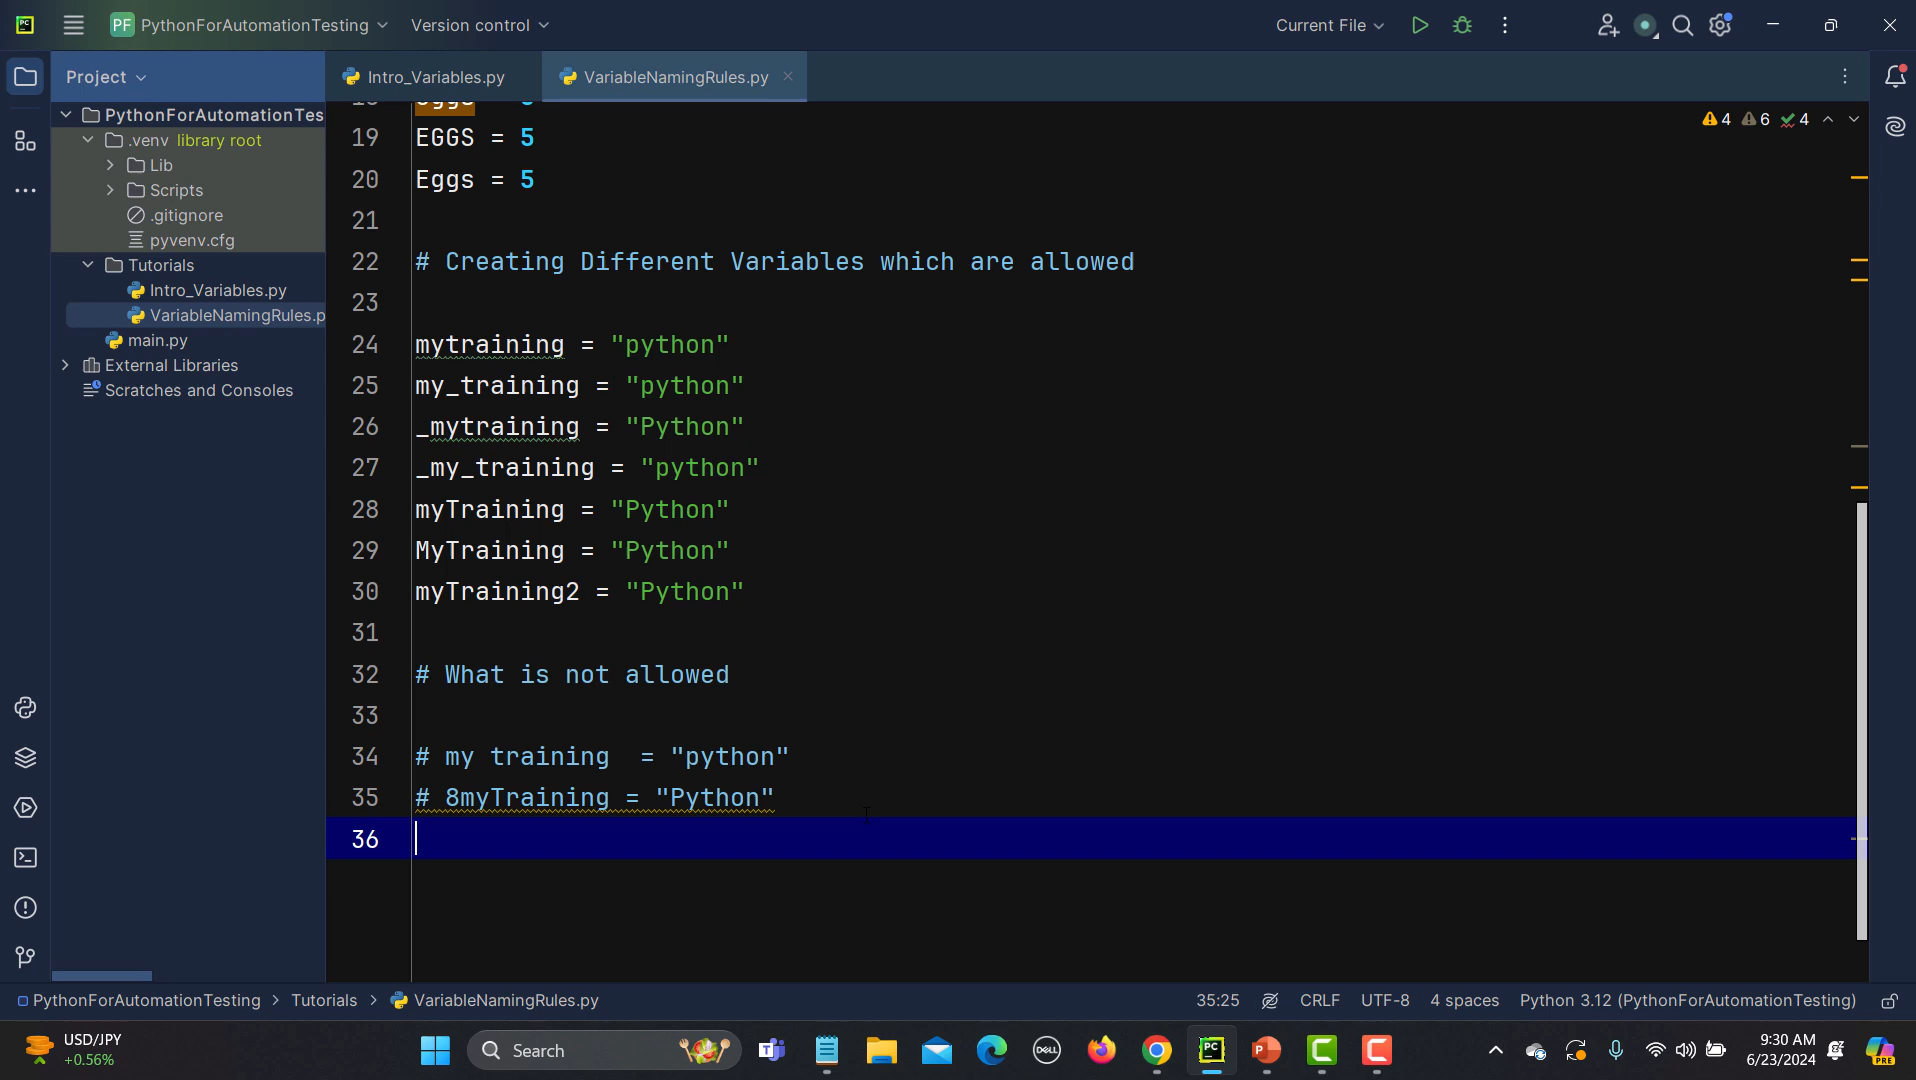 PF PythonForAutomationTesting Version control Current File
Project Intro_Variables.py VariableNamingRules.py
PythonForAutomationTes
.venv library root
Lib
Scripts
.gitignore
pyvenv.cfg
Tutorials
Intro_Variables.py
VariableNamingRules.p
main.py
External Libraries
Scratches and Consoles
4 6 4
19 EGGS = 5
20 Eggs = 5
21
22 # Creating Different Variables which are allowed
23
24 mytraining = "python"
25 my_training = "python"
26 _mytraining = "Python"
27 _my_training = "python"
28 myTraining = "Python"
29 MyTraining = "Python"
30 myTraining2 = "Python"
31
32 # What is not allowed
33
34 # my training  = "python"
35 # 8myTraining = "Python"
36
PythonForAutomationTesting > Tutorials > VariableNamingRules.py 35:25 CRLF UTF-8 4 spaces Python 3.12 (PythonForAutomationTesting)
USD/JPY
+0.56%
Search
DELL
PC
9:30 AM
6/23/2024
PRE